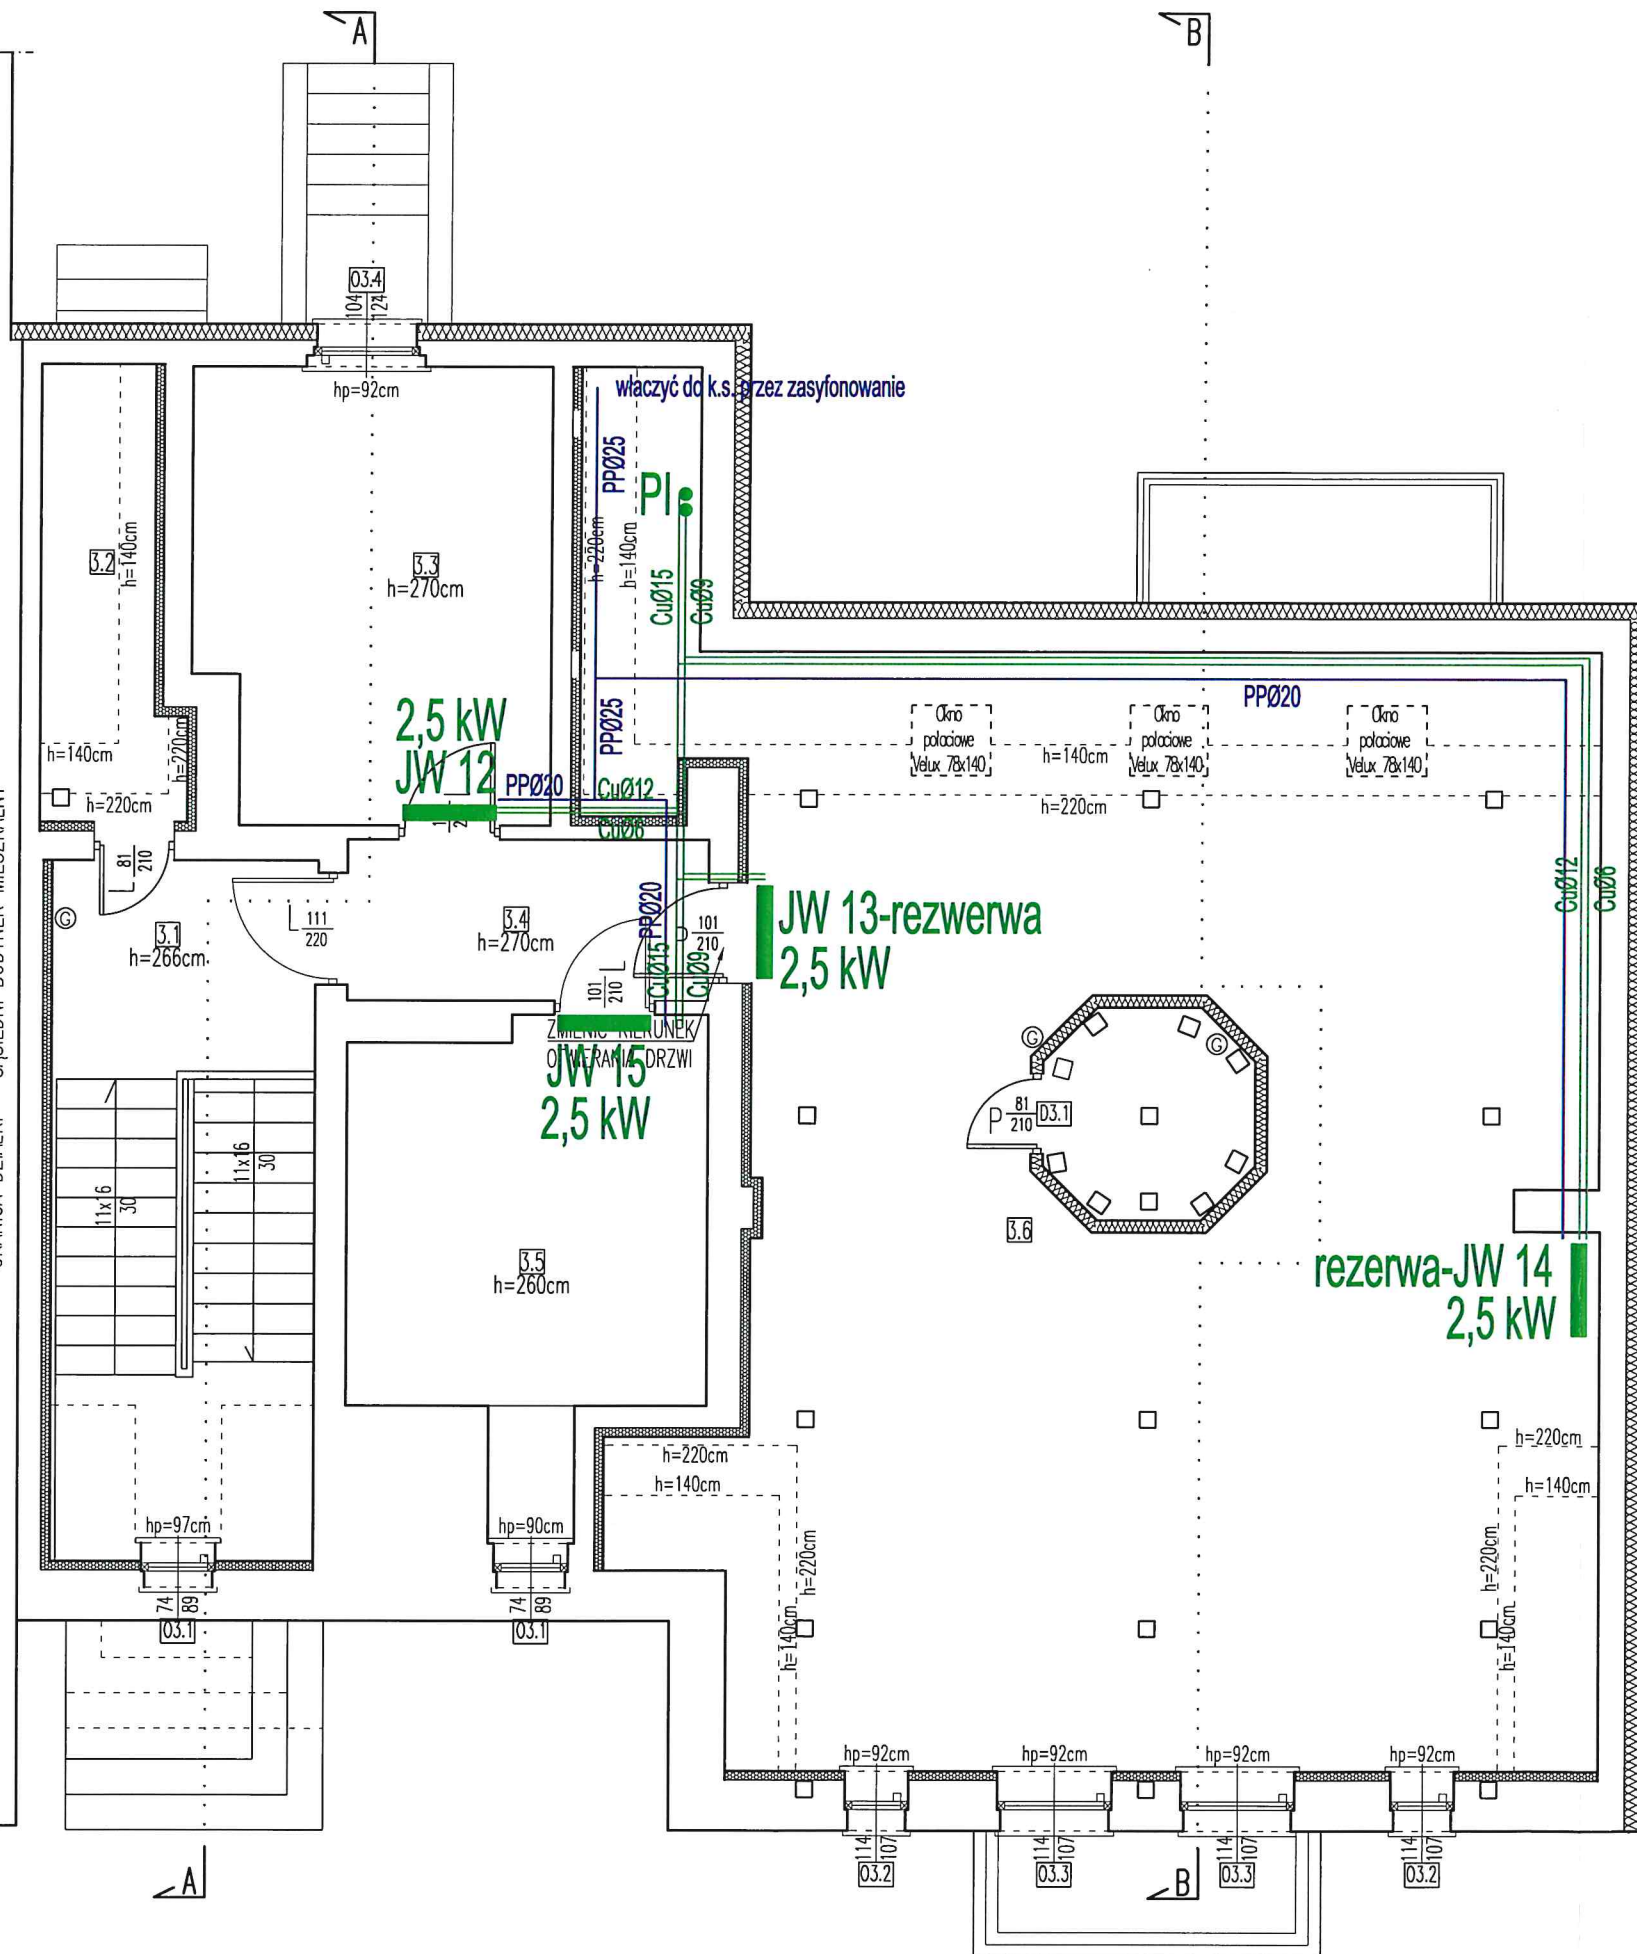 A
B
03.4
104
124
hp=92cm
włączyć do k.s. przez zasyfonowanie
PPØ25
PI
3.2
h=140cm
3.3
h=270cm
h=220cm
h=140cm
CuØ15
CuØ9
2,5 kW
JW 12
PPØ25
PPØ20
Okno
połaciowe
Velux 78x140
Okno
połaciowe
Velux 78x140
Okno
połaciowe
Velux 78x140
h=140cm
h=220cm
h=140cm
h=220cm
h=220cm
PPØ20
CuØ12
CuØ6
L
81
210
G
3.1
h=266cm
L
111
220
3.4
h=270cm
PPØ20
101
210
CuØ15
CuØ9
JW 13-rezwerwa
2,5 kW
CuØ12
CuØ6
101
210
L
ZMIENIĆ KIERUNEK
OTWIERANIA DRZWI
JW 15
2,5 kW
G
G
P
81
210
D3.1
3.6
11x16
30
11x16
30
3.5
h=260cm
rezerwa-JW 14
2,5 kW
h=220cm
h=140cm
h=220cm
h=140cm
h=220cm
h=140cm
h=220cm
h=140cm
hp=97cm
74
89
03.1
hp=90cm
74
89
03.1
hp=92cm
hp=92cm
hp=92cm
hp=92cm
114
107
03.2
114
107
03.3
114
107
03.3
114
107
03.2
A
B